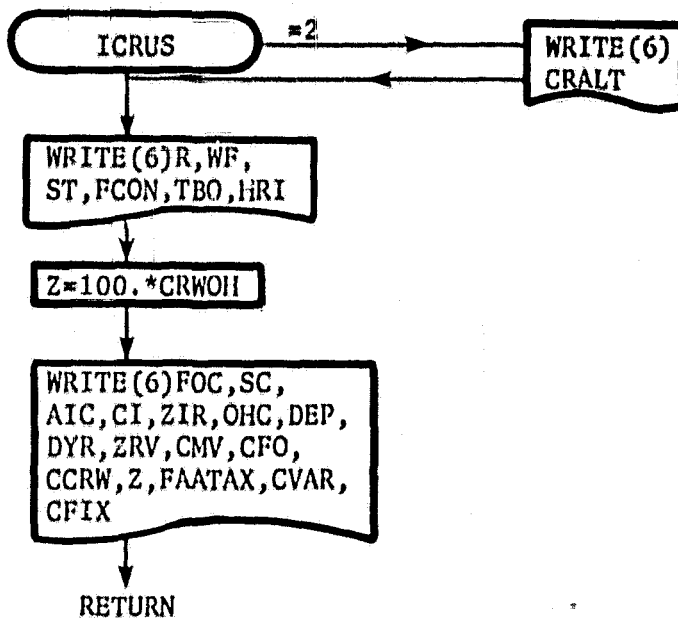 ICRUS
=2
WRITE(6)
CRALT
WRITE(6)R,WF,
ST,FCON,TBO,HRI
Z=100.*CRWOH
WRITE(6)FOC,SC,
AIC,CI,ZIR,OHC,DEP,
DYR,ZRV,CMV,CFO,
CCRW,Z,FAATAX,CVAR,
CFIX
RETURN